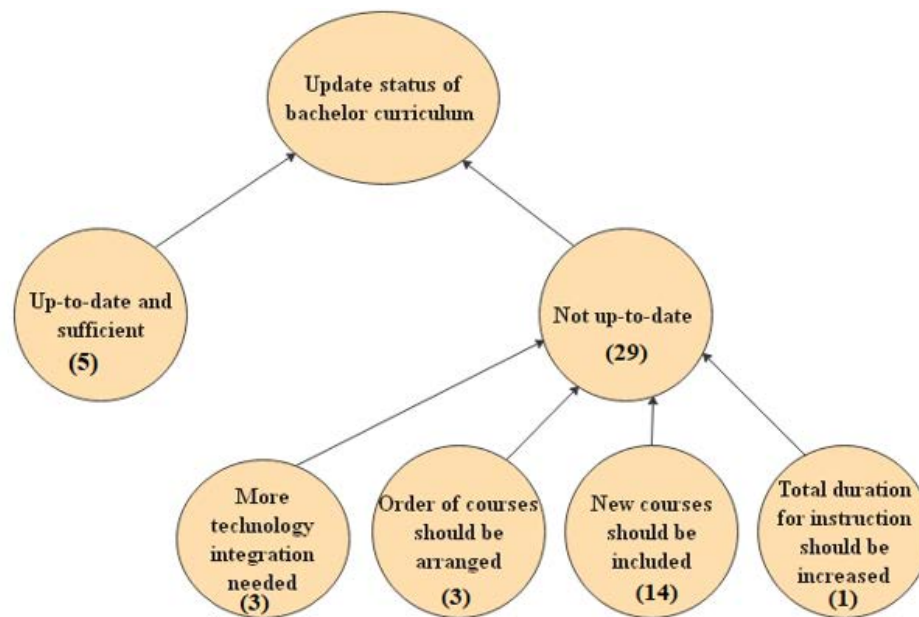 Update status of
bachelor curriculum
Up-to-date and
sufficient
(5)
Not up-to-date
(29)
More
technology
integration
needed
(3)
Order of courses
should be
arranged
(3)
New courses
should be
included
(14)
Total duration
for instruction
should be
increased
(1)